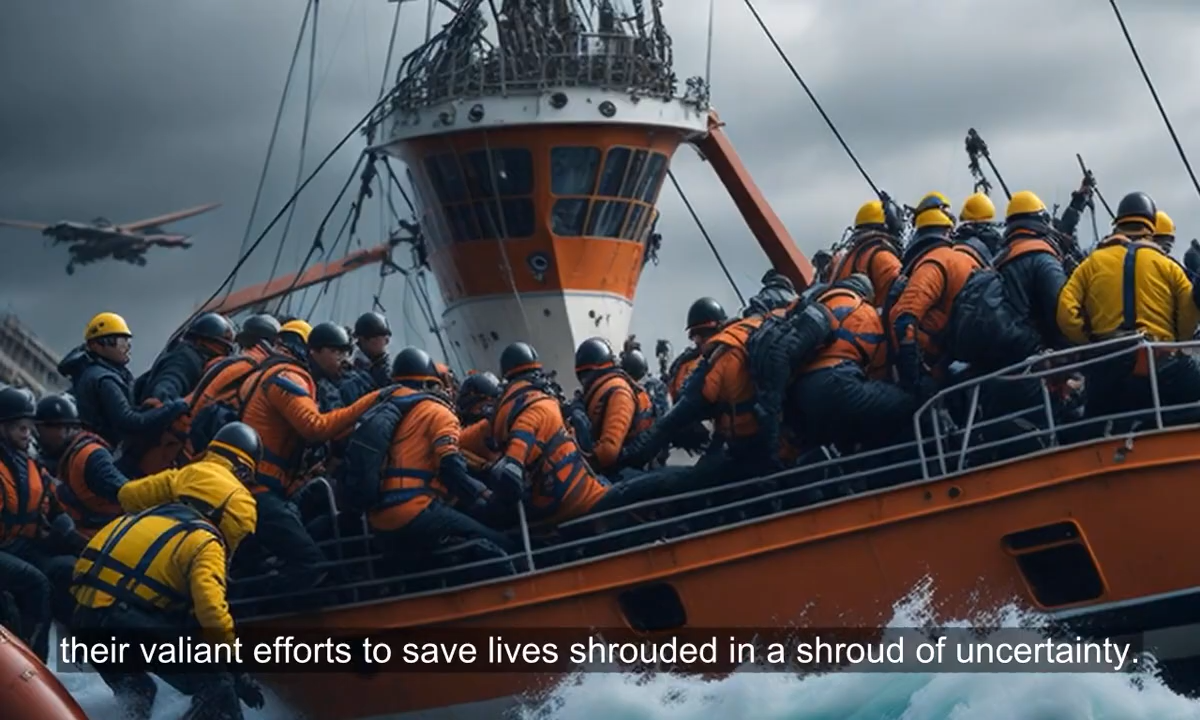 their valiant efforts to save lives shrouded in a shroud of uncertainty.